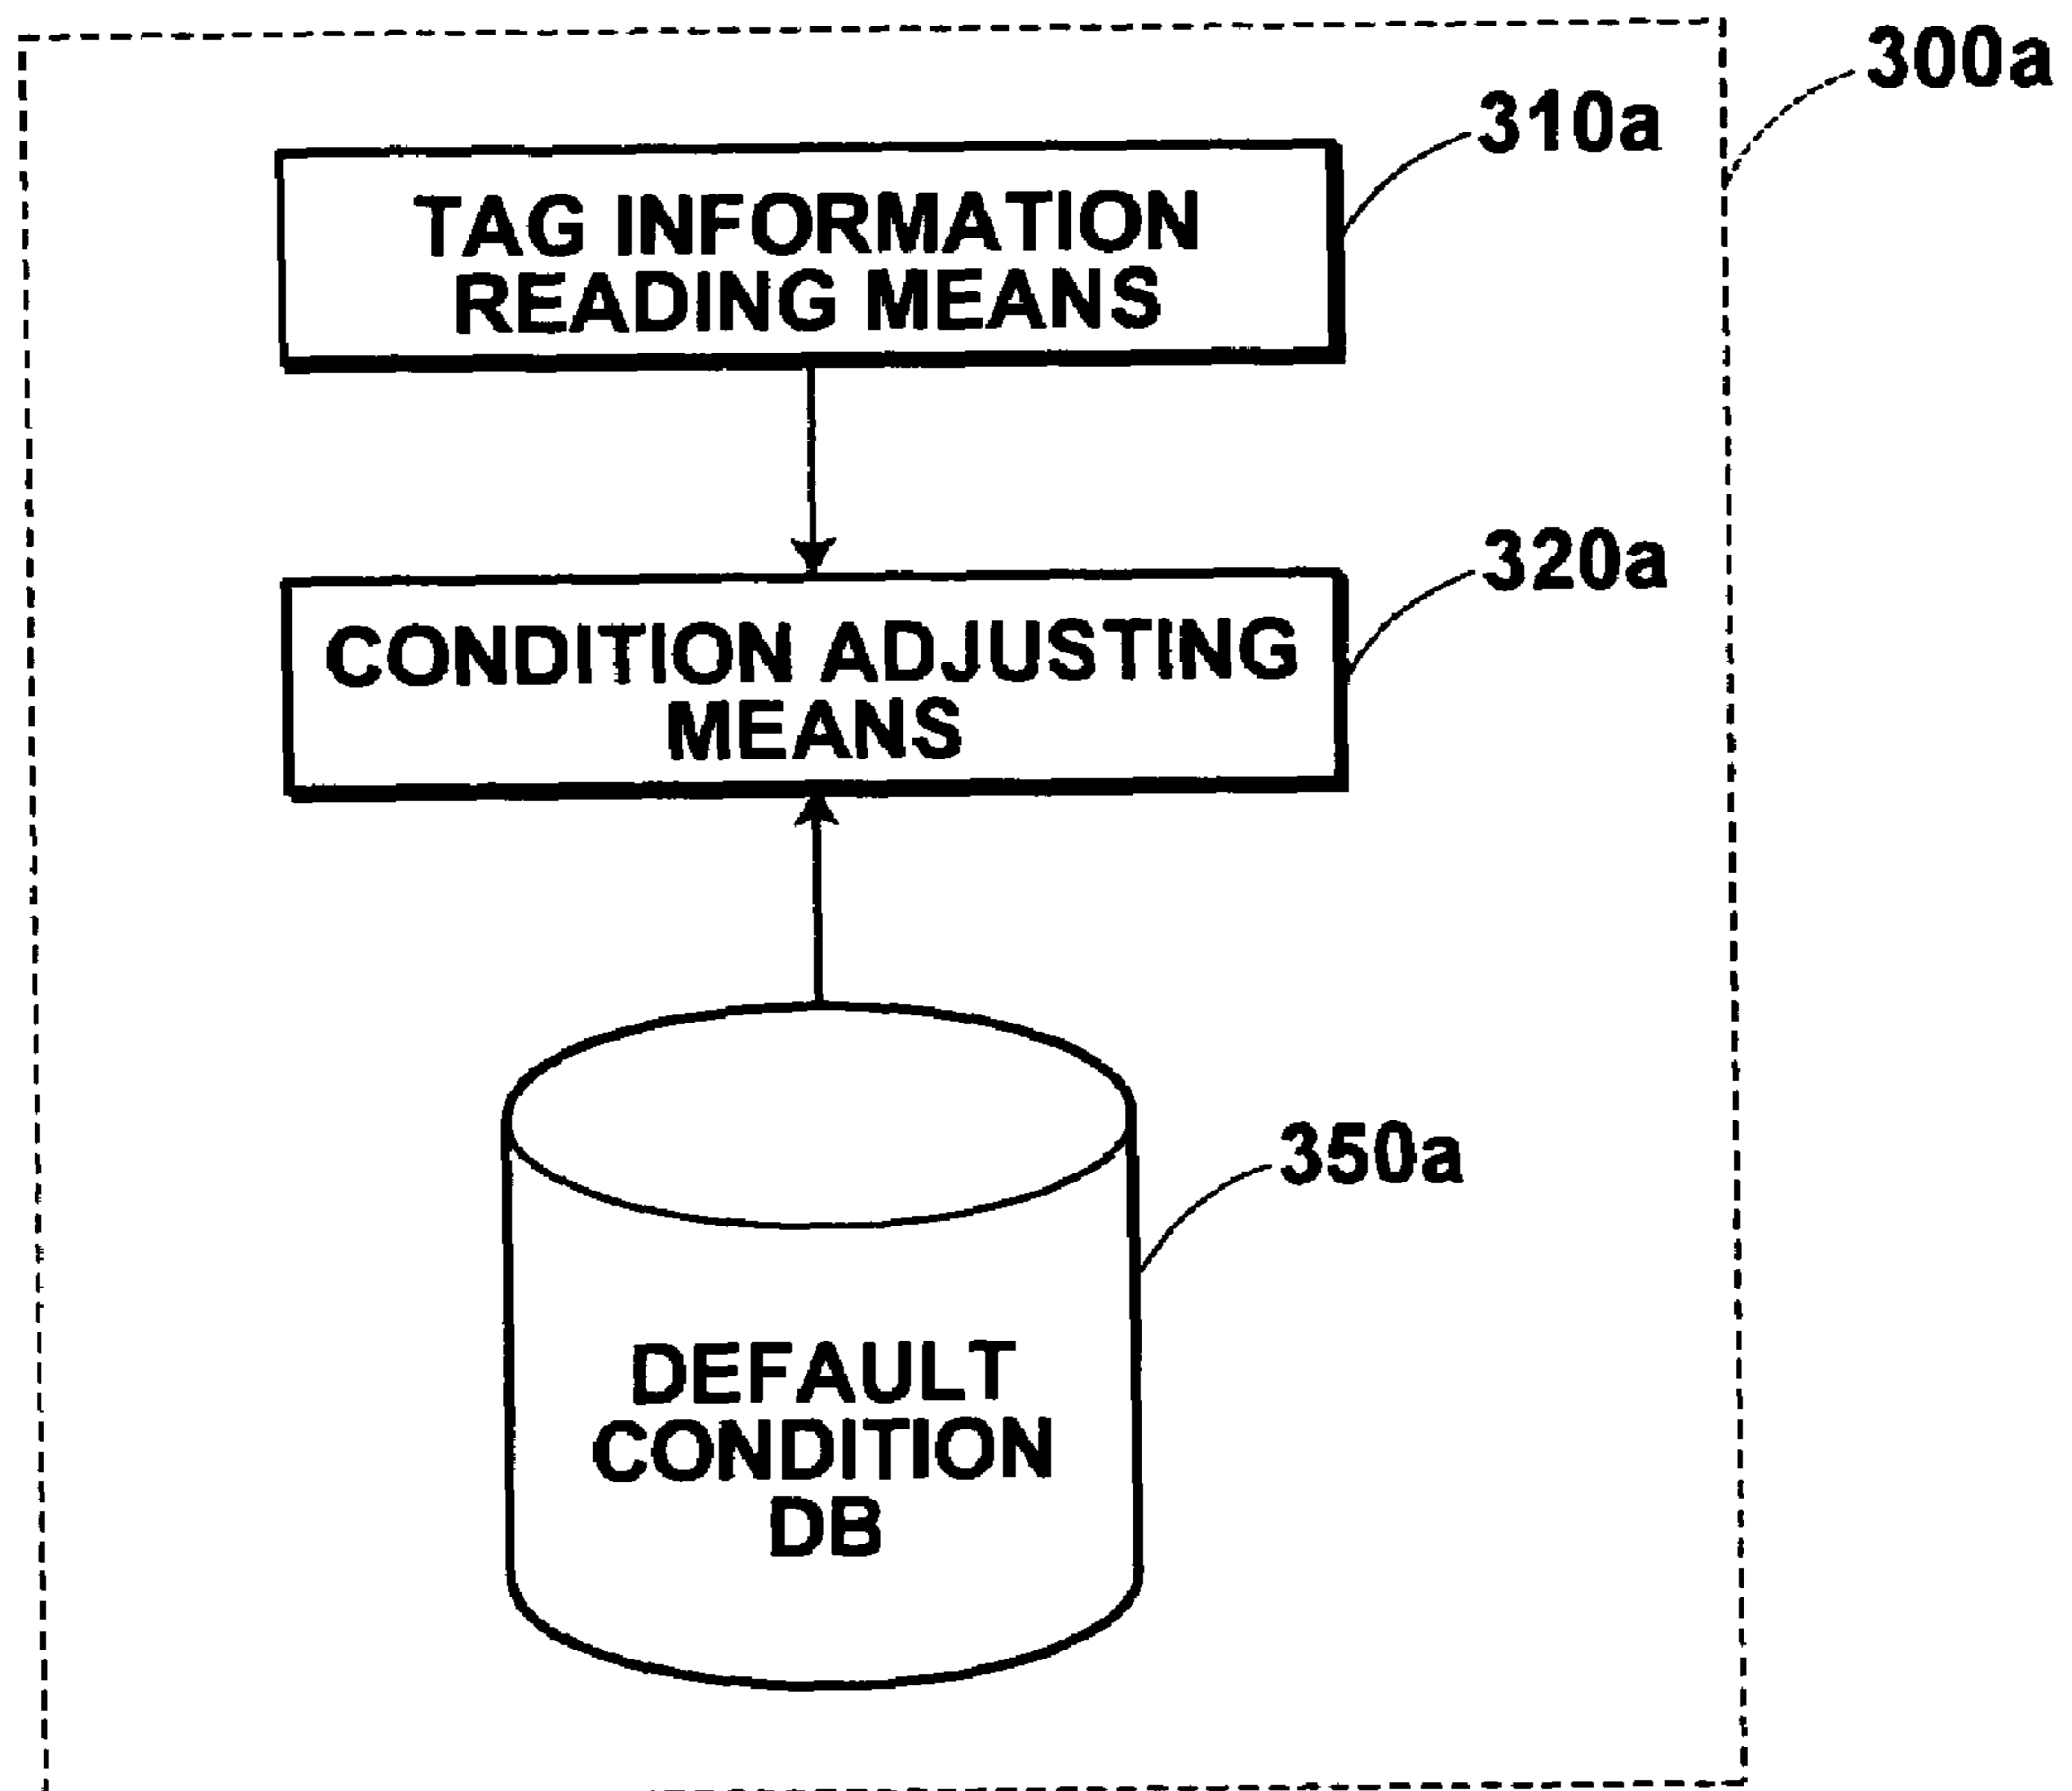 300a
310a
TAG INFORMATION
READING MEANS
320a
CONDITION ADJUSTING
MEANS
350a
DEFAULT
CONDITION
DB